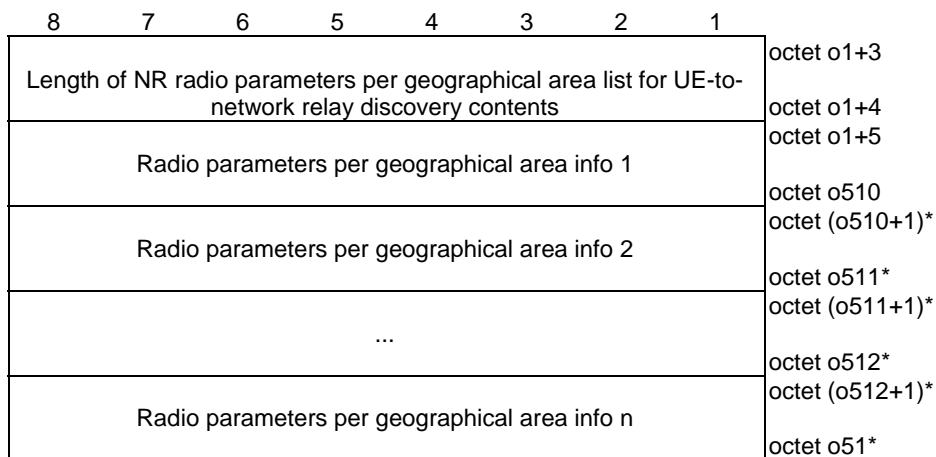 8 7 6 5 4 3 2 1
octet o1+3
Length of NR radio parameters per geographical area list for UE-to-
network relay discovery contents
octet o1+4
octet o1+5
Radio parameters per geographical area info 1
octet o510
octet (o510+1)*
Radio parameters per geographical area info 2
octet o511*
octet (o511+1)*
...
octet o512*
octet (o512+1)*
Radio parameters per geographical area info n
octet o51*